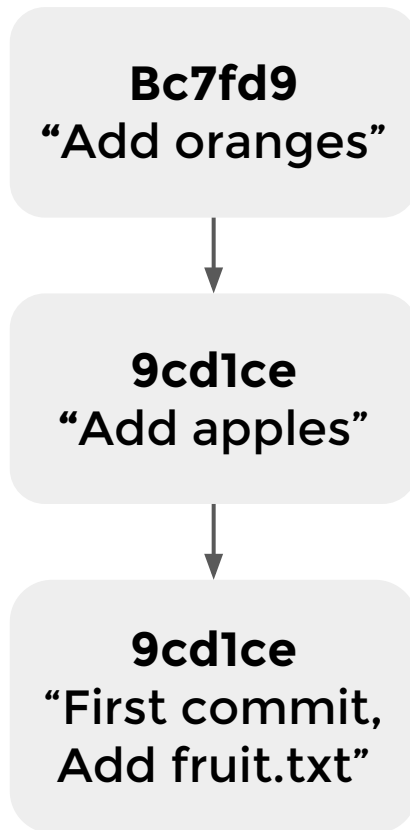 Bc7fd9
“Add oranges”
9cd1ce
“Add apples”
9cd1ce
“First commit,
Add fruit.txt”